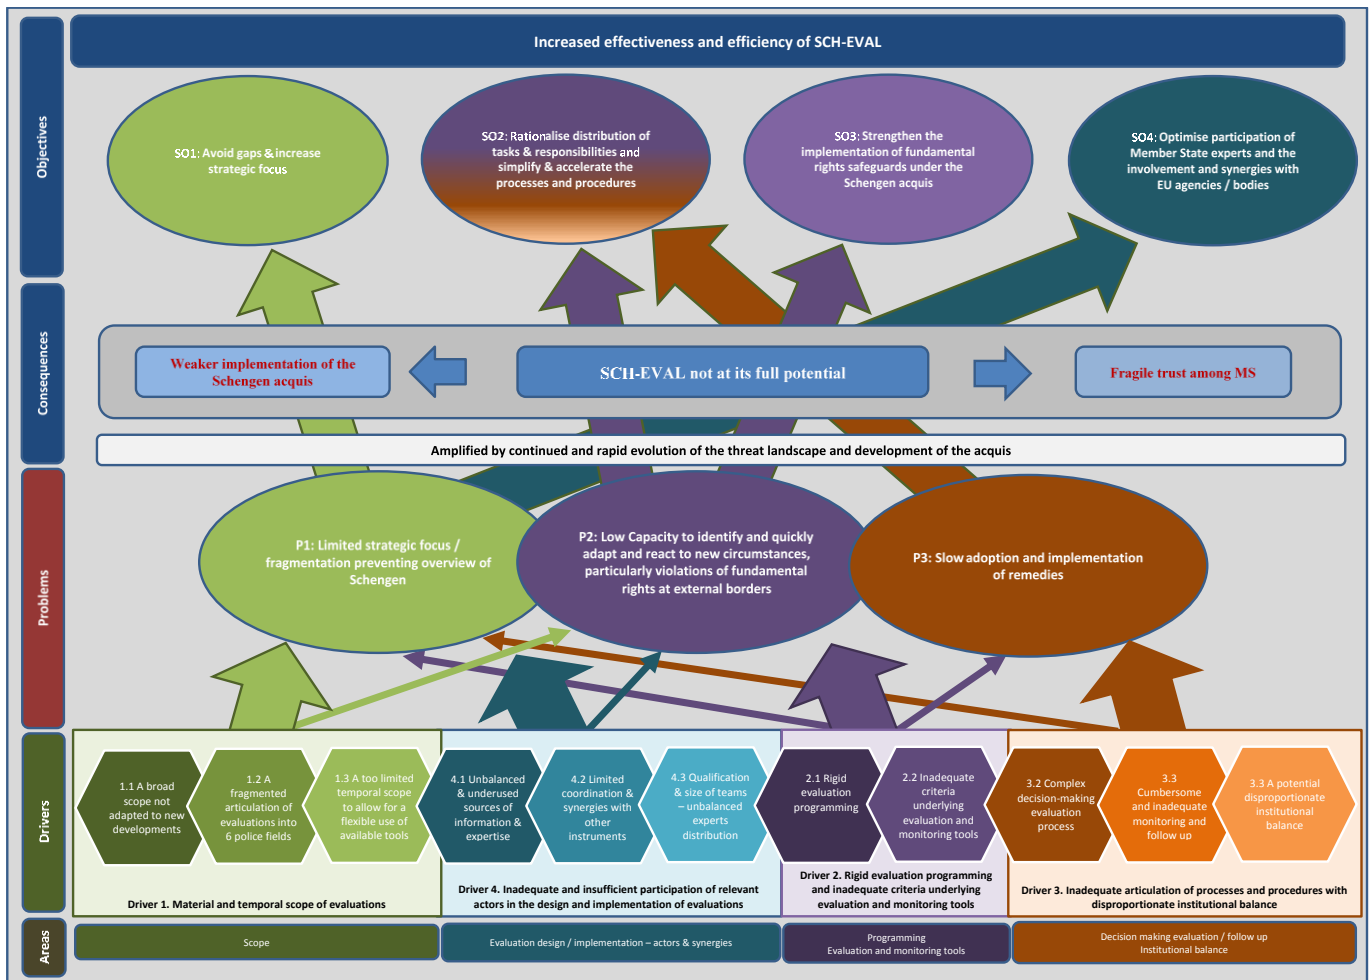 Objectives
Increased effectiveness and efficiency of SCH-EVAL
SO1: Avoid gaps & increase
strategic focus
SO2: Rationalise distribution of
tasks & responsibilities and
simplify & accelerate the
processes and procedures
SO3: Strengthen the
implementation of fundamental
rights safeguards under the
Schengen acquis
SO4: Optimise participation of
Member State experts and the
involvement and synergies with
EU agencies / bodies
Consequences
Weaker implementation of the
Schengen acquis
SCH-EVAL not at its full potential
Fragile trust among MS
Amplified by continued and rapid evolution of the threat landscape and development of the acquis
Problems
P1: Limited strategic focus /
fragmentation preventing overview of
Schengen
P2: Low Capacity to identify and quickly
adapt and react to new circumstances,
particularly violations of fundamental
rights at external borders
P3: Slow adoption and implementation
of remedies
Drivers
1.1 A broad
scope not
adapted to new
developments
1.2 A
fragmented
articulation of
evaluations into
6 police fields
1.3 A too limited
temporal scope
to allow for a
flexible use of
available tools
Driver 1. Material and temporal scope of evaluations
4.1 Unbalanced
& underused
sources of
information &
expertise
4.2 Limited
coordination &
synergies with
other
instruments
4.3 Qualification
& size of teams
– unbalanced
experts
distribution
Driver 4. Inadequate and insufficient participation of relevant
actors in the design and implementation of evaluations
2.1 Rigid
evaluation
programming
2.2 Inadequate
criteria
underlying
evaluation and
monitoring tools
Driver 2. Rigid evaluation programming
and inadequate criteria underlying
evaluation and monitoring tools
3.2 Complex
decision-making
evaluation
process
3.3
Cumbersome
and inadequate
monitoring and
follow up
3.3 A potential
disproportionate
institutional
balance
Driver 3. Inadequate articulation of processes and procedures with
disproportionate institutional balance
Areas
Scope
Evaluation design / implementation – actors & synergies
Programming
Evaluation and monitoring tools
Decision making evaluation / follow up
Institutional balance